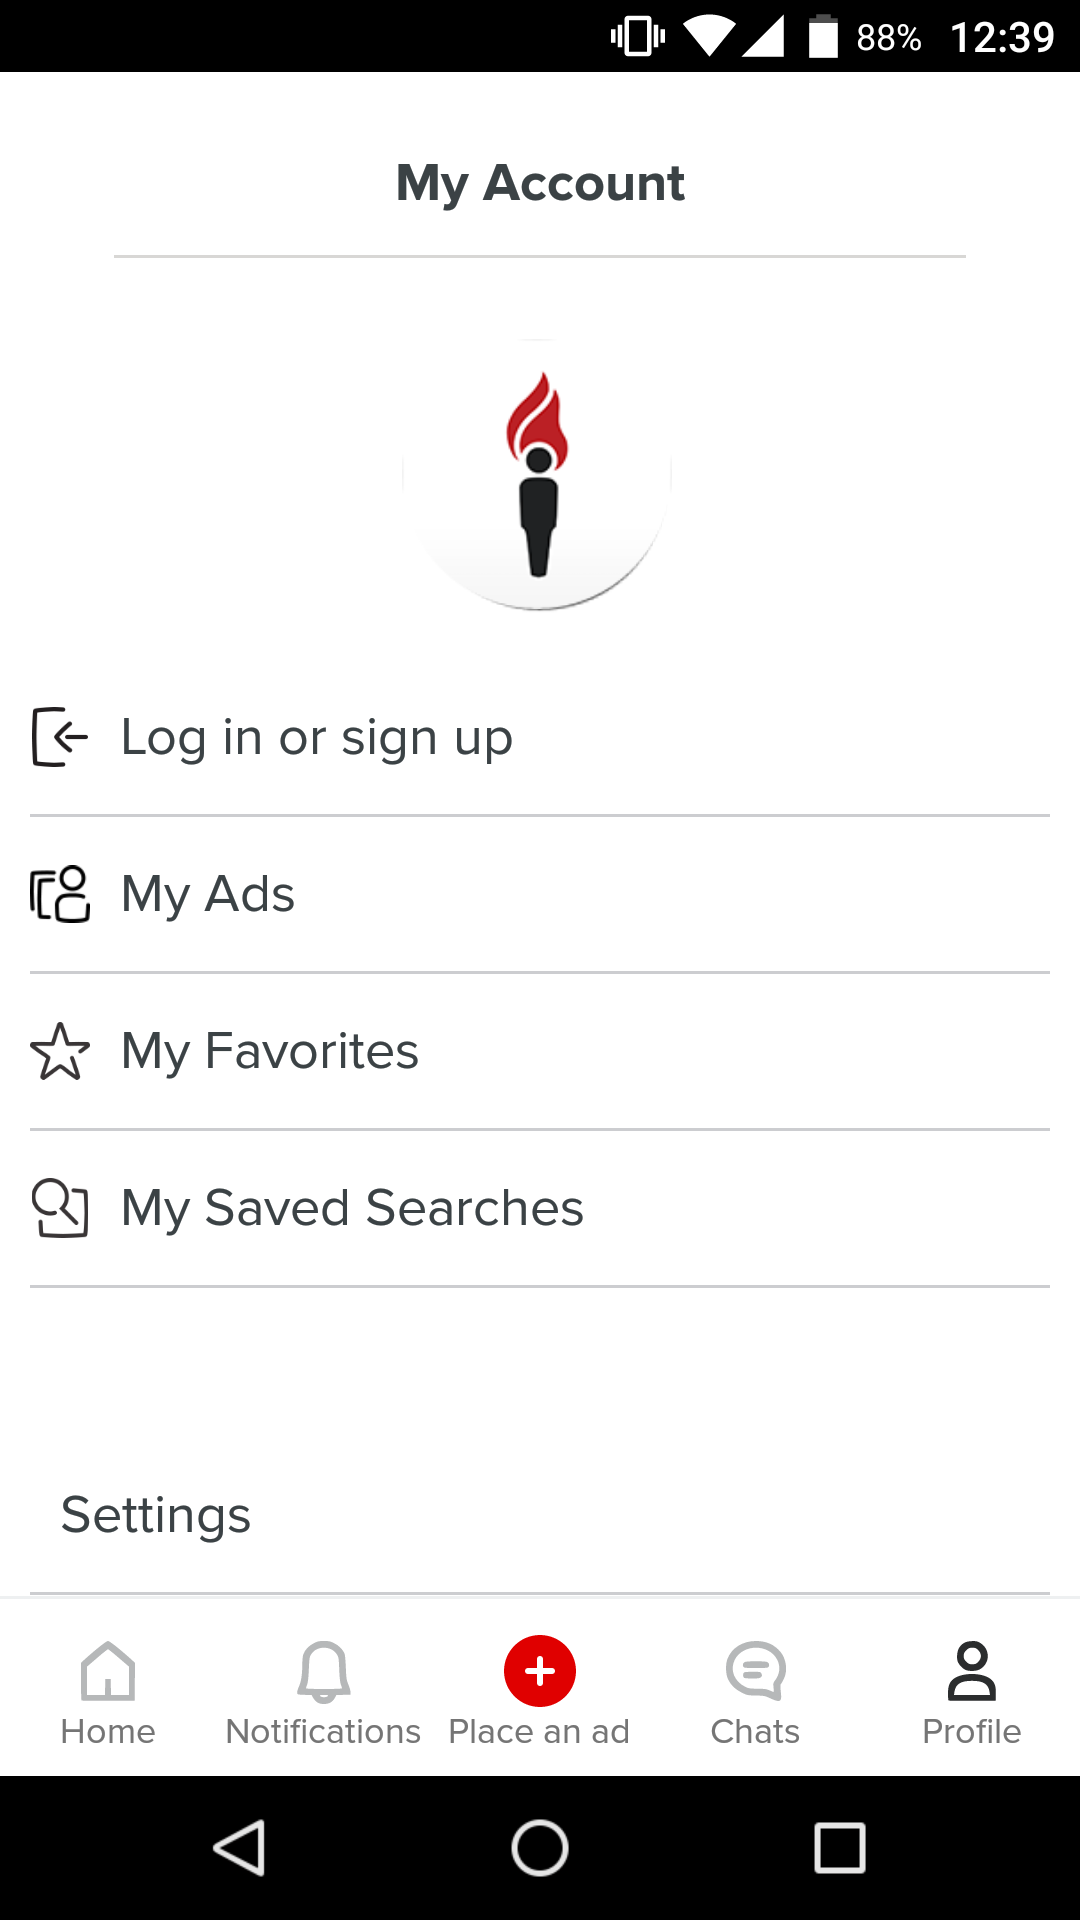 88% 12:39
My Account
Log in or sign up
My Ads
My Favorites
My Saved Searches
Settings
Home Notifications Place an ad Chats Profile